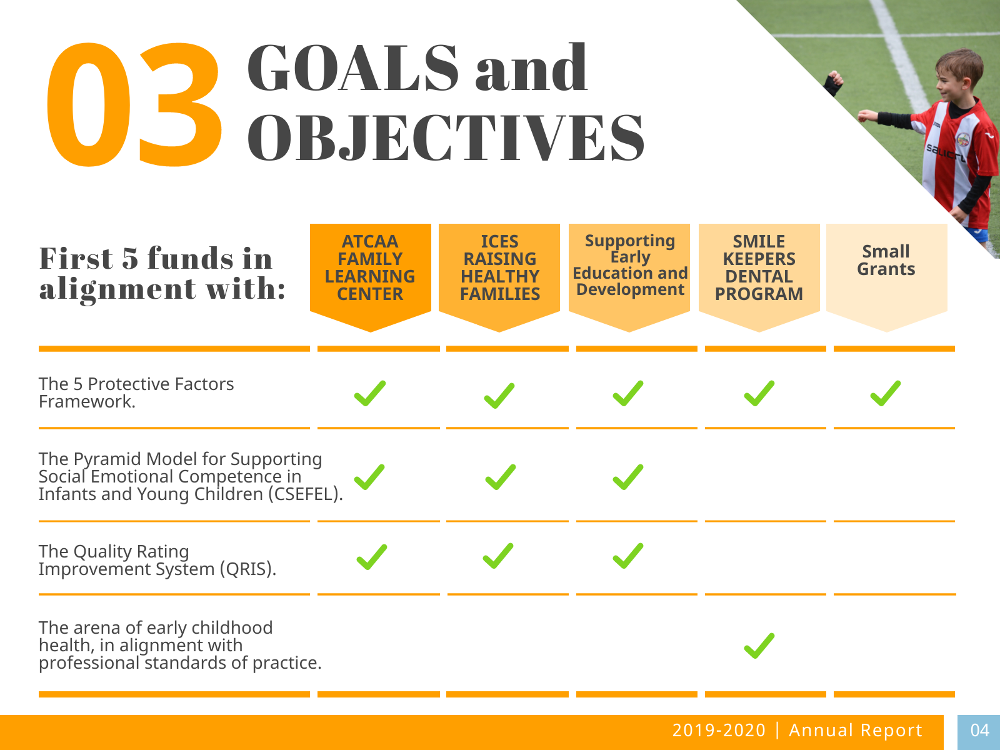 03
GOALS and
OBJECTIVES
First 5 funds in
alignment with:
ATCAA
FAMILY
LEARNING
CENTER
ICES
RAISING
HEALTHY
FAMILIES
Supporting
Early
Education and
Development
SMILE
KEEPERS
DENTAL
PROGRAM
Small
Grants
The 5 Protective Factors
Framework.
The Pyramid Model for Supporting
Social Emotional Competence in
Infants and Young Children (CSEFEL).
The Quality Rating
Improvement System (QRIS).
The arena of early childhood
health, in alignment with
professional standards of practice.
2019-2020 | Annual Report
04